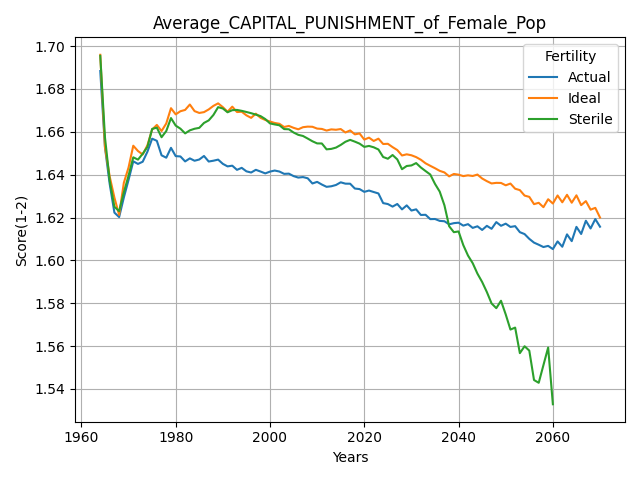 Average_CAPITAL_PUNISHMENT_of_Female_Pop
Fertility
Actual
Ideal
Sterile
Score(1-2)
1.70
1.68
1.66
1.64
1.62
1.60
1.58
1.56
1.54
1960
1980
2000
2020
2040
2060
Years